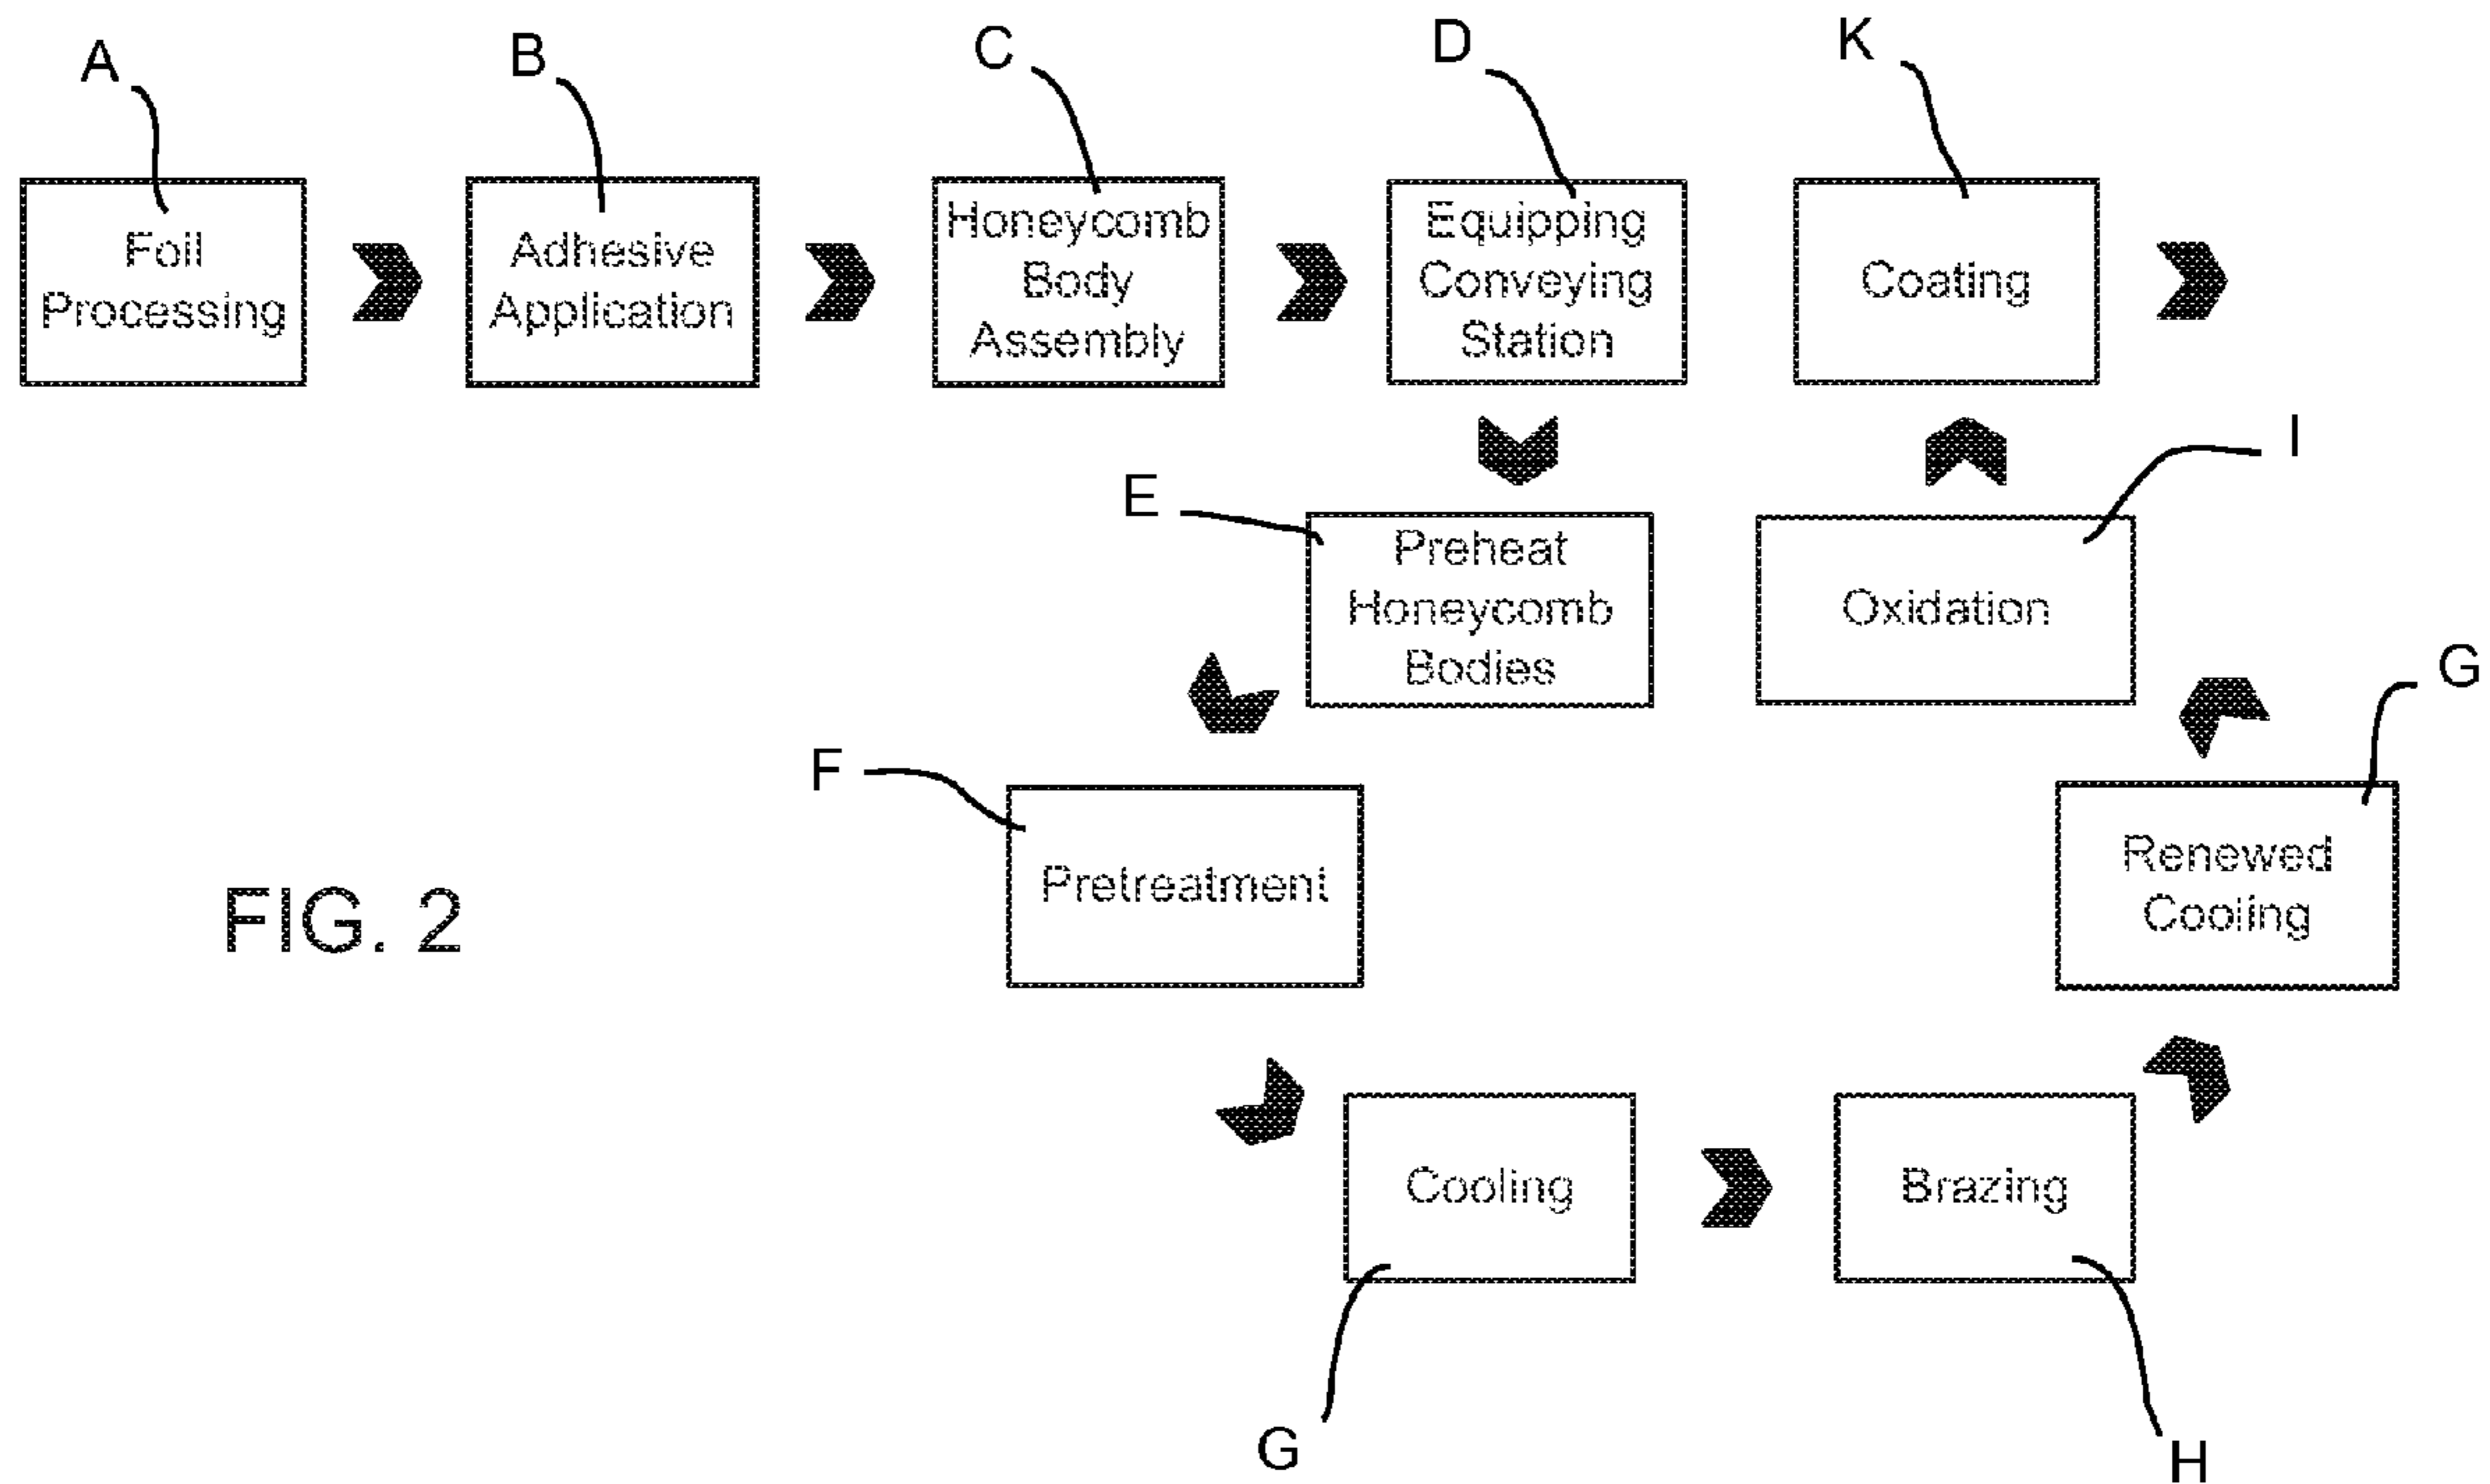 A
B
C
D
K
Foil
Processing
Adhesive
Application
Honeycomb
Body
Assembly
Equipping
Conveying
Station
Coating
I
E
Preheat
Honeycomb
Bodies
Oxidation
G
F
Pretreatment
Renewed
Cooling
FIG. 2
Cooling
Brazing
G
H